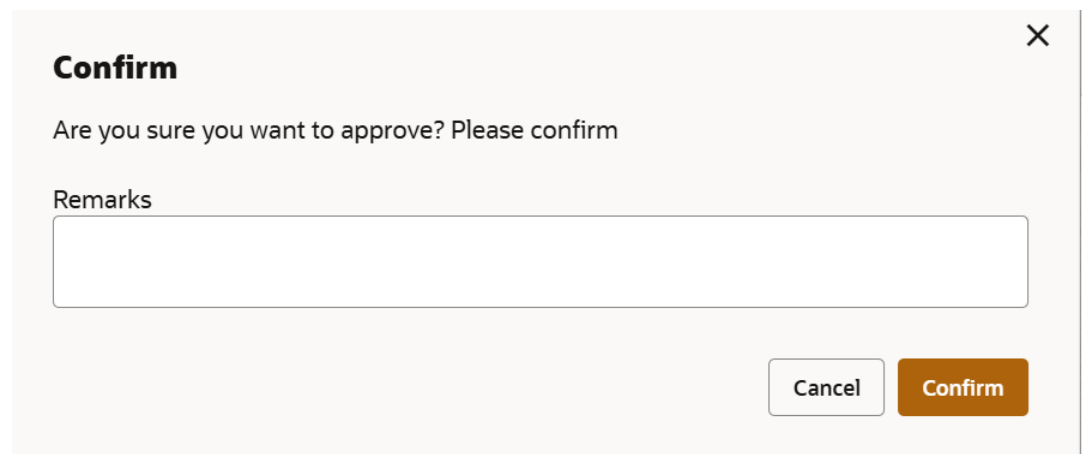 Confirm
Are you sure you want to approve? Please confirm
Remarks
Cancel
Confirm